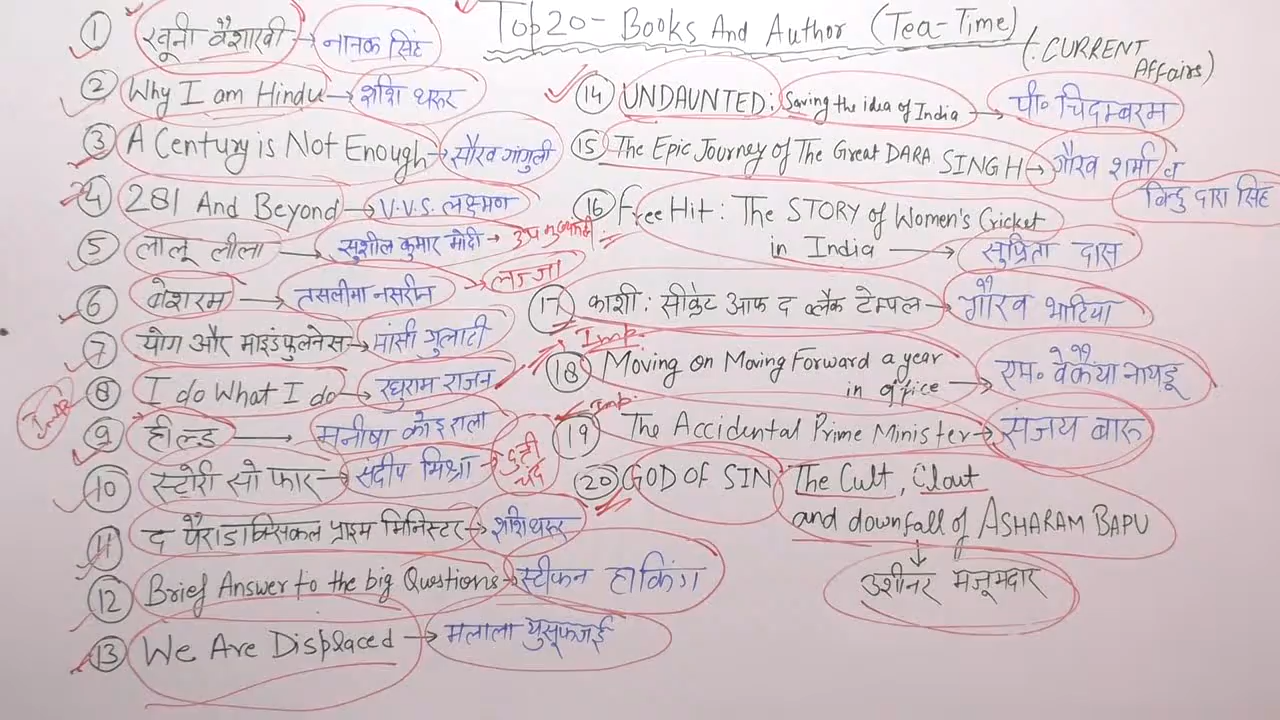 Top 20- Books And Author (Tea-Time)
(: CURRENT Affairs)
① खूनी वैशाखी → नानक सिंह
② Why I am Hindu → शशि थरुर
③ A Century is Not Enough → सौरव गांगुली
④ 281 And Beyond → V.V.S. लक्ष्मण
⑤ लालू लीला → सुशील कुमार मोदी →
⑥ बेशरम → तसलीमा नसरीन → लज्जा
⑦ योग और माइंडफुलनेस → मांसी गुलाटी
⑧ I do What I do → रघुराम राजन
Imp.
⑨ हील्ड → मनीषा कोइराला
⑩ स्टोरी सो फार → संदीप मिश्रा →
⑪ द पैराडाक्सिकल प्राइम मिनिस्टर → शशि थरुर
⑫ Brief Answer to the big Questions → स्टीफन हाकिंग
⑬ We Are Displaced → मलाला युसूफजई
⑭ UNDAUNTED: Saving the idea of India → पी० चिदम्बरम
⑮ The Epic Journey of The Great DARA SINGH → गौरव शर्मा व
बिन्दु दारा सिंह
⑯ Free Hit: The STORY of Women's Cricket
in India → सुप्रिता दास
⑰ काशी: सीक्रेट आफ द ब्लैक टेम्पल → गौरव भाटिया
Imp.
⑱ Moving on Moving Forward a year
in office → एम० वेंकैया नायडू
Imp.
⑲ The Accidental Prime Minister → संजय बारू
⑳ GOD OF SIN The Cult, Clout
and downfall of ASHARAM BAPU
↓
उशीनर मजूमदार